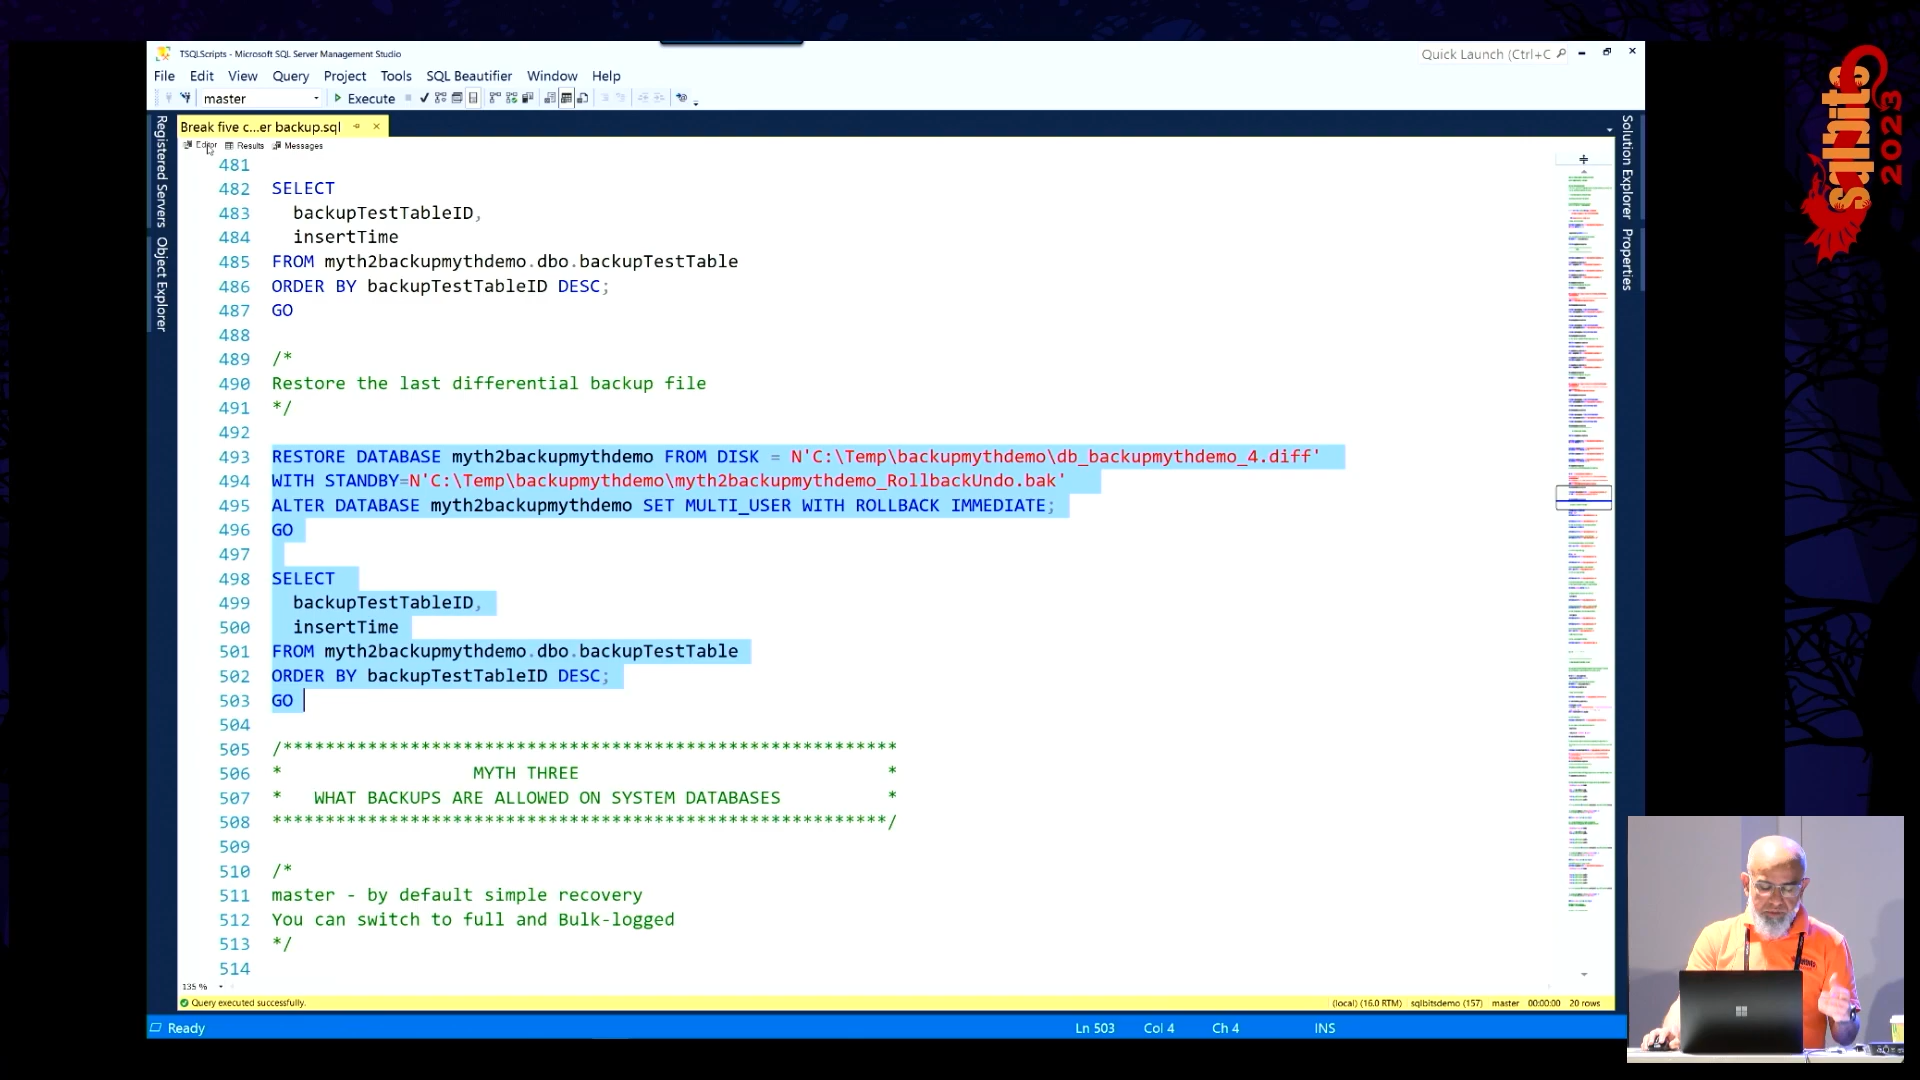 TSQLScripts - Microsoft SQL Server Management Studio
Quick Launch (Ctrl+C
File Edit View Query Project Tools SQL Beautifier Window Help
master Execute
Break five c...er backup.sql
Editor Results Messages
Registered Servers
Object Explorer
Solution Explorer
Properties
481
482 SELECT
483 backupTestTableID,
484 insertTime
485 FROM myth2backupmythdemo.dbo.backupTestTable
486 ORDER BY backupTestTableID DESC;
487 GO
488
489 /*
490 Restore the last differential backup file
491 */
492
493 RESTORE DATABASE myth2backupmythdemo FROM DISK = N'C:\Temp\backupmythdemo\db_backupmythdemo_4.diff'
494 WITH STANDBY=N'C:\Temp\backupmythdemo\myth2backupmythdemo_RollbackUndo.bak'
495 ALTER DATABASE myth2backupmythdemo SET MULTI_USER WITH ROLLBACK IMMEDIATE;
496 GO
497
498 SELECT
499 backupTestTableID,
500 insertTime
501 FROM myth2backupmythdemo.dbo.backupTestTable
502 ORDER BY backupTestTableID DESC;
503 GO
504
505 /**********************************************************
506 * MYTH THREE *
507 * WHAT BACKUPS ARE ALLOWED ON SYSTEM DATABASES *
508 **********************************************************/
509
510 /*
511 master - by default simple recovery
512 You can switch to full and Bulk-logged
513 */
514
135 %
Query executed successfully.
(local) (16.0 RTM) sqlbitsdemo (157) master 00:00:00 20 rows
Ready Ln 503 Col 4 Ch 4 INS
sqlbits
2023